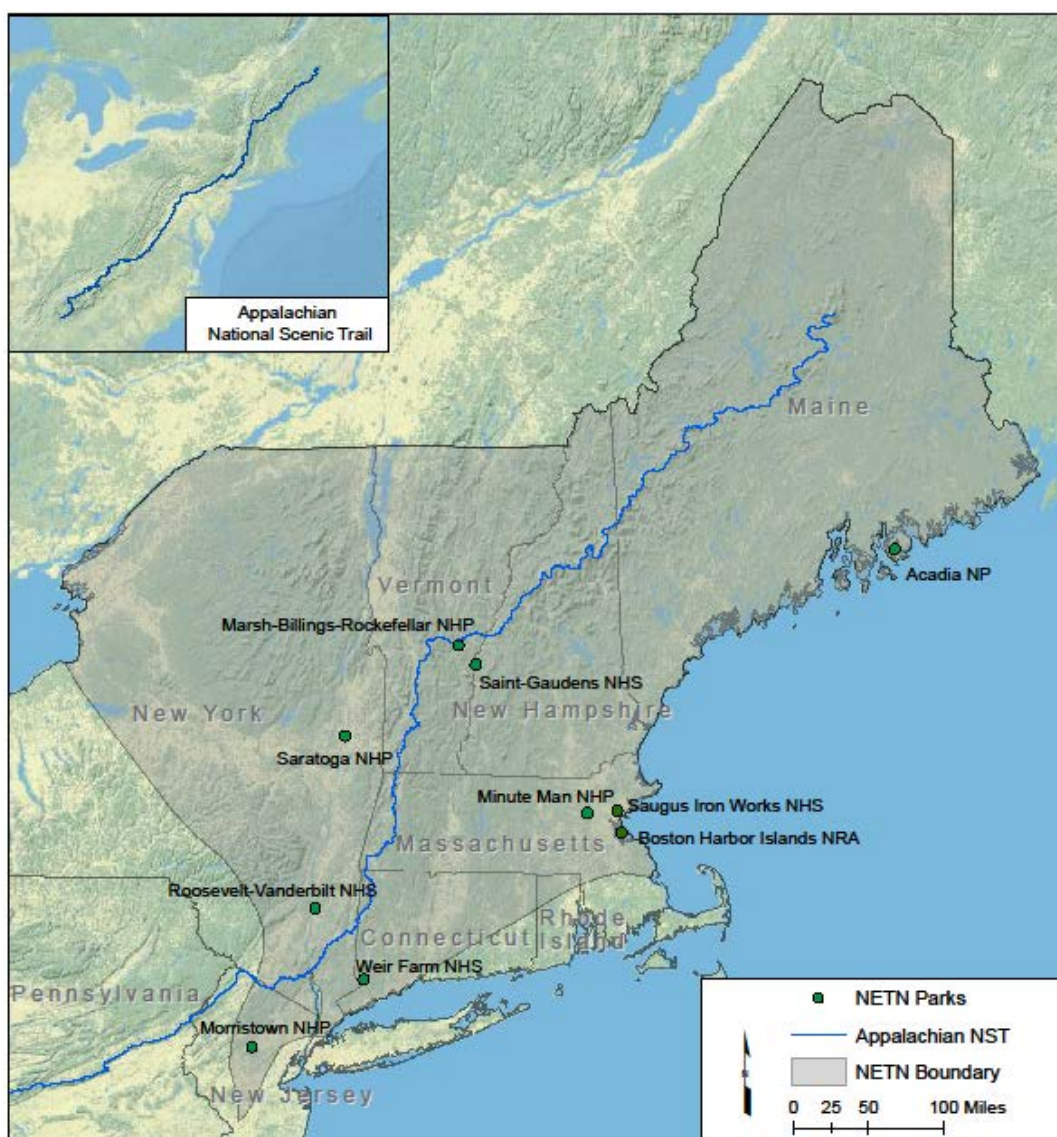 Appalachian
National Scenic Trail
Maine
Acadia NP
Vermont
Marsh-Billings-Rockefellar NHP
Saint-Gaudens NHS
New York
New Hampshire
Saratoga NHP
Minute Man NHP
Saugus Iron Works NHS
Massachusetts
Boston Harbor Islands NRA
Roosevelt-Vanderbilt NHS
Rhode
Island
Connecticut
Weir Farm NHS
Pennsylvania
Morristown NHP
New Jersey
NETN Parks
Appalachian NST
NETN Boundary
0 25 50 100 Miles